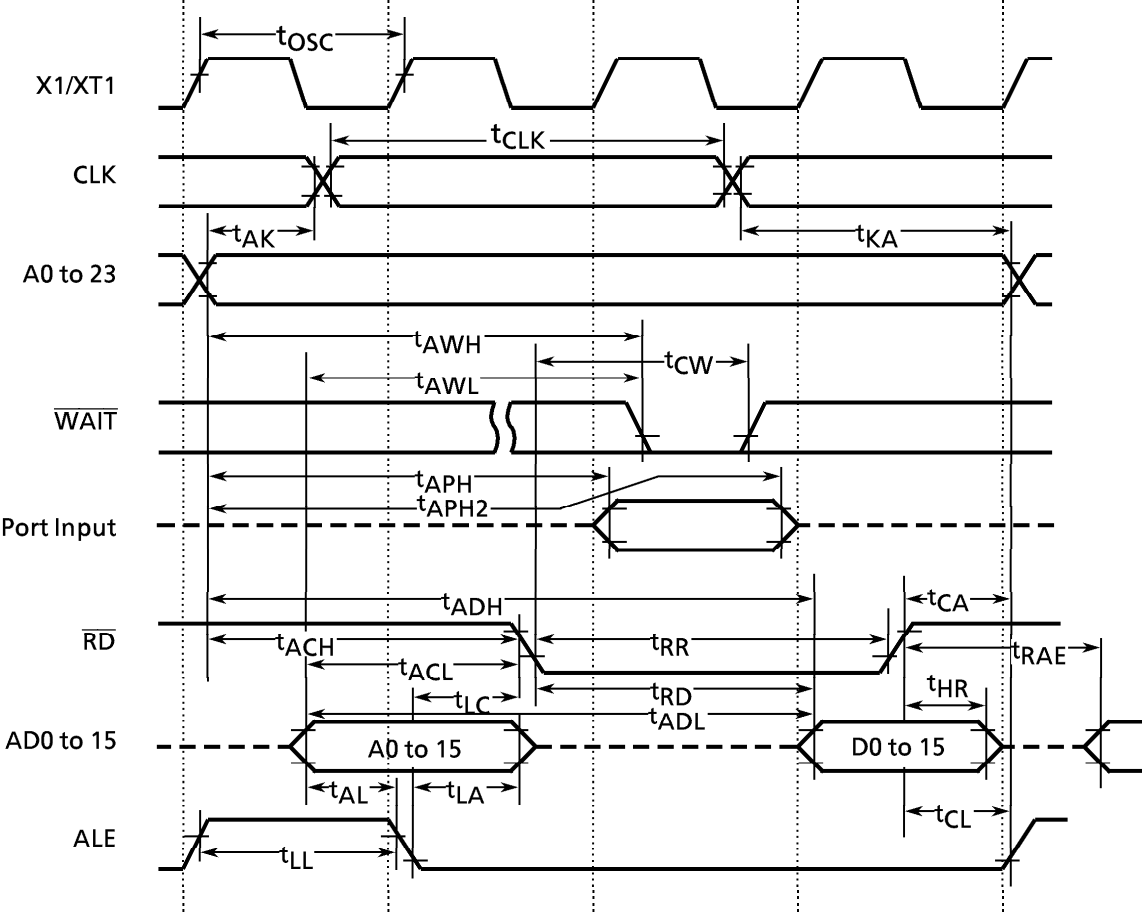 tOSC
X1/XT1
tCLK
CLK
tAK
tKA
A0 to 23
tAWH
tCW
tAWL
WAIT
tAPH
tAPH2
Port Input
tADH
tCA
RD
tACH
tRR
tRAE
tACL
tLC
tRD
tHR
tADL
AD0 to 15
A0 to 15
D0 to 15
tAL
tLA
tCL
ALE
tLL